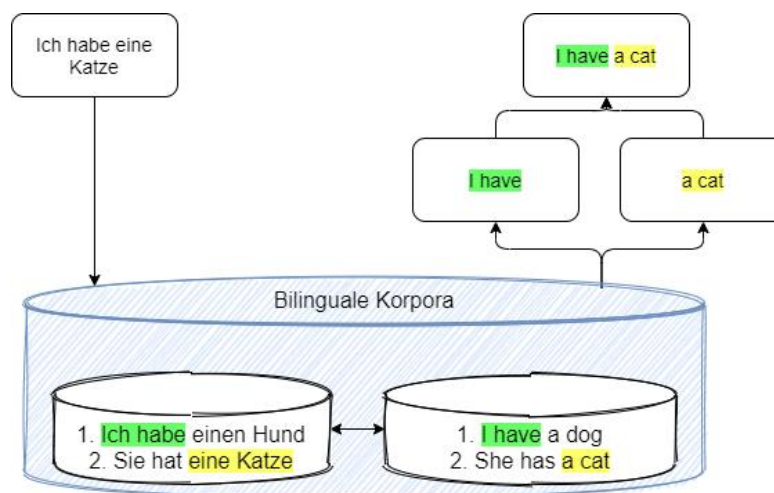 Ich habe eine
Katze
I have a cat
I have
a cat
Bilinguale Korpora
1. Ich habe einen Hund
2. Sie hat eine Katze
1. I have a dog
2. She has a cat